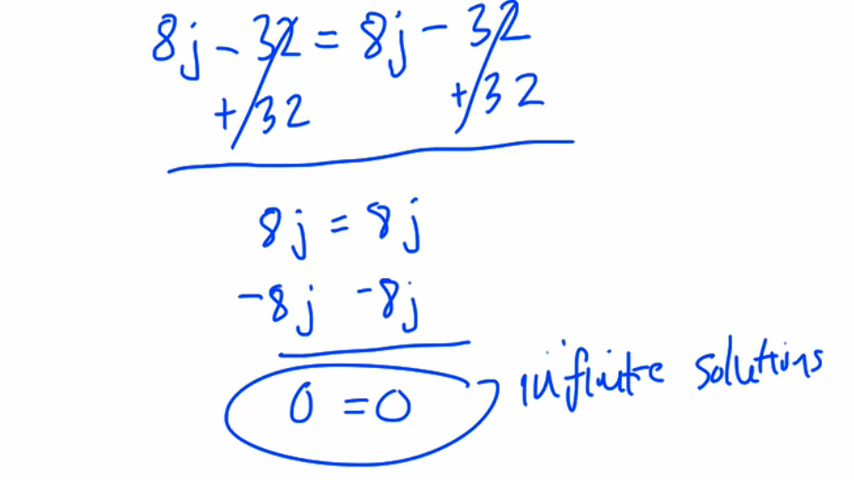 8j - 32 = 8j - 32
+32 +32
8j = 8j
-8j -8j
0 = 0 infinite solutions